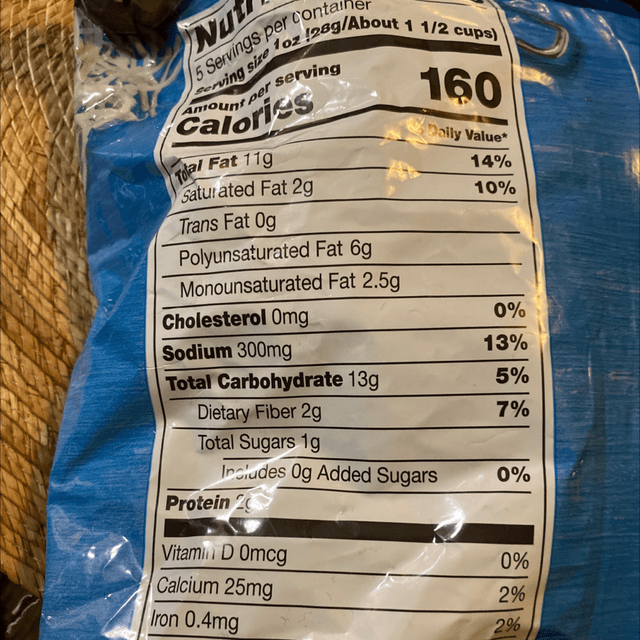 Nutri
5 Servings per container
Serving size 1oz (28g/About 1 1/2 cups)
Amount per serving
Calories 160
% Daily Value*
Total Fat 11g 14%
Saturated Fat 2g 10%
Trans Fat 0g
Polyunsaturated Fat 6g
Monounsaturated Fat 2.5g
Cholesterol 0mg 0%
Sodium 300mg 13%
Total Carbohydrate 13g 5%
Dietary Fiber 2g 7%
Total Sugars 1g
Includes 0g Added Sugars 0%
Protein 2g
Vitamin D 0mcg 0%
Calcium 25mg 2%
Iron 0.4mg 2%